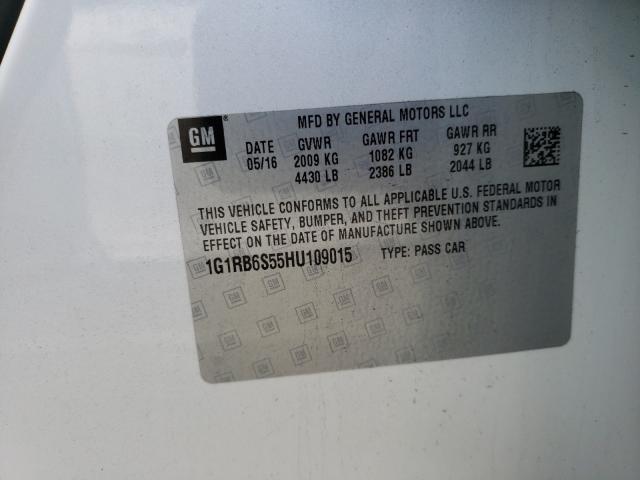 GM
MFD BY GENERAL MOTORS LLC
DATE GVWR GAWR FRT GAWR RR
05/16 2009 KG 1082 KG 927 KG
4430 LB 2386 LB 2044 LB
THIS VEHICLE CONFORMS TO ALL APPLICABLE U.S. FEDERAL MOTOR
VEHICLE SAFETY, BUMPER, AND THEFT PREVENTION STANDARDS IN
EFFECT ON THE DATE OF MANUFACTURE SHOWN ABOVE.
1G1RB6S55HU109015 TYPE: PASS CAR